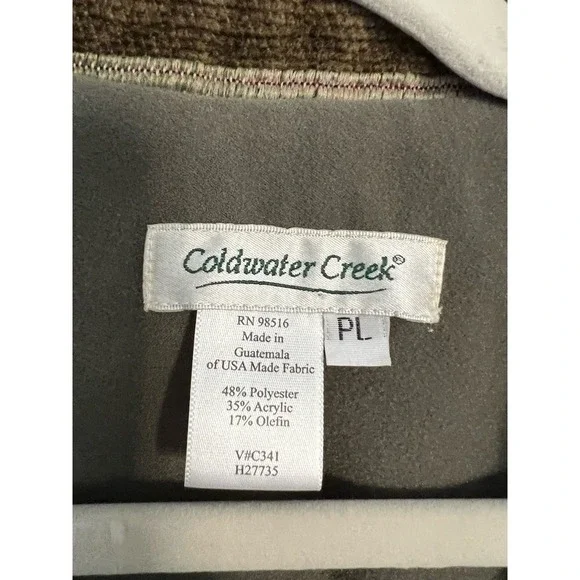 Coldwater Creek®
PL
RN 98516
Made in
Guatemala
of USA Made Fabric
48% Polyester
35% Acrylic
17% Olefin
V#C341
H27735